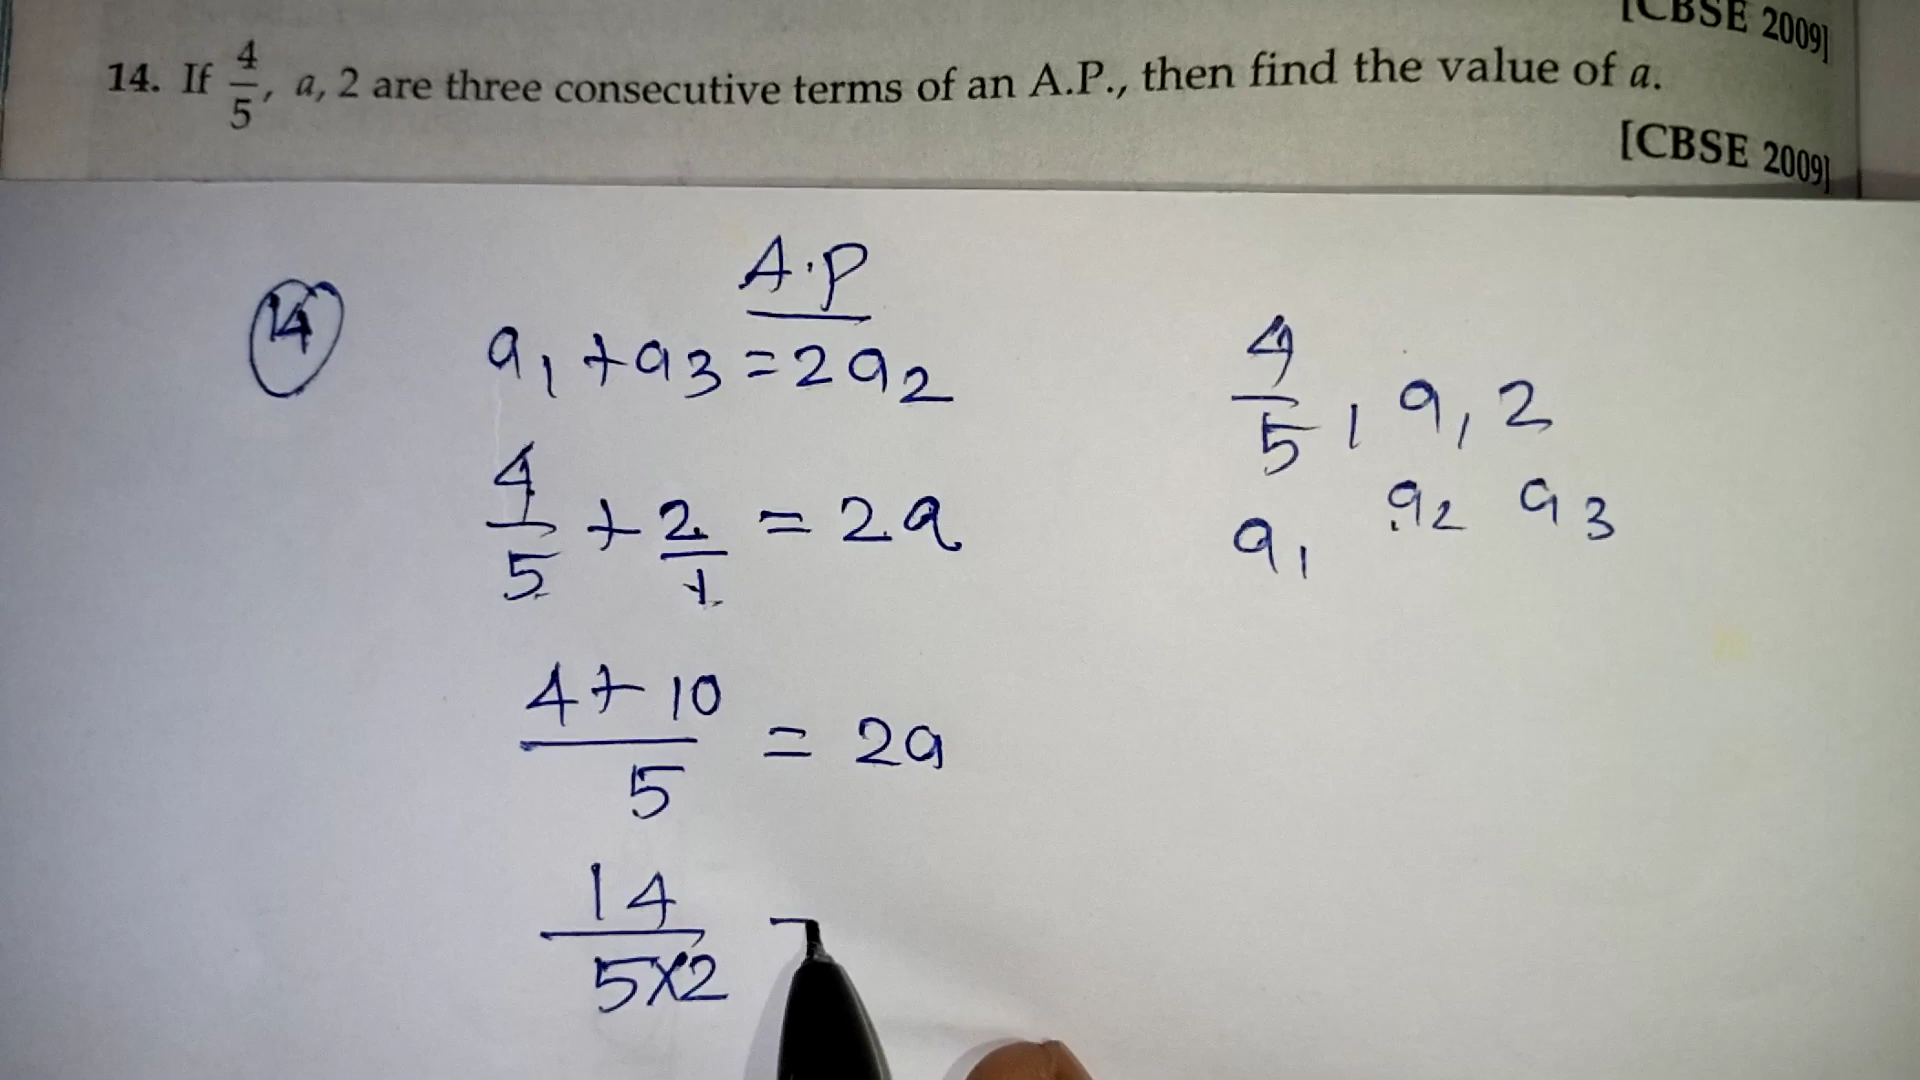 [CBSE 2009]
14. If 4/5, a, 2 are three consecutive terms of an A.P., then find the value of a.
[CBSE 2009]
14
A.P
a1 + a3 = 2a2
4/5 + 2/1 = 2a
4 + 10 / 5 = 2a
14 / 5×2 =
4/5, a, 2
a1 a2 a3